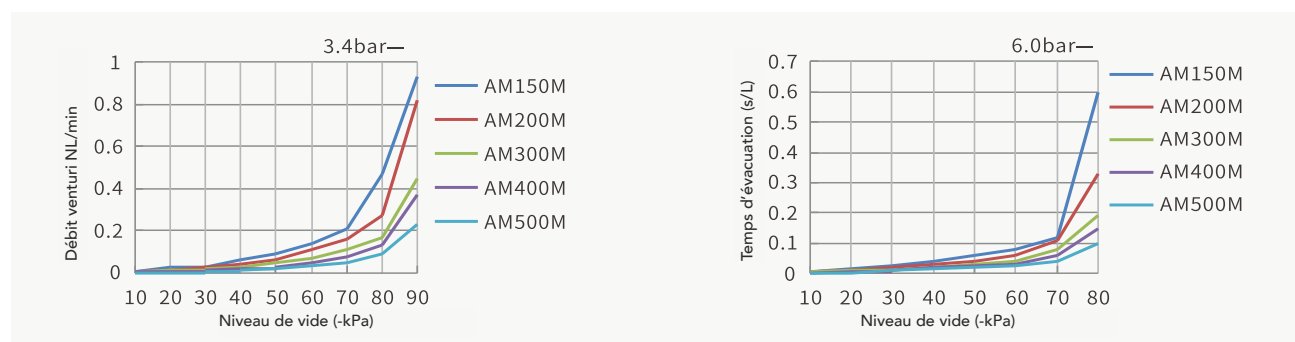 3.4bar—
1
0.8
0.6
0.4
0.2
0
Débit venturi NL/min
10 20 30 40 50 60 70 80 90
Niveau de vide (-kPa)
AM150M
AM200M
AM300M
AM400M
AM500M
6.0bar—
0.7
0.6
0.5
0.4
0.3
0.2
0.1
0
Temps d'évacuation (s/L)
10 20 30 40 50 60 70 80
Niveau de vide (-kPa)
AM150M
AM200M
AM300M
AM400M
AM500M